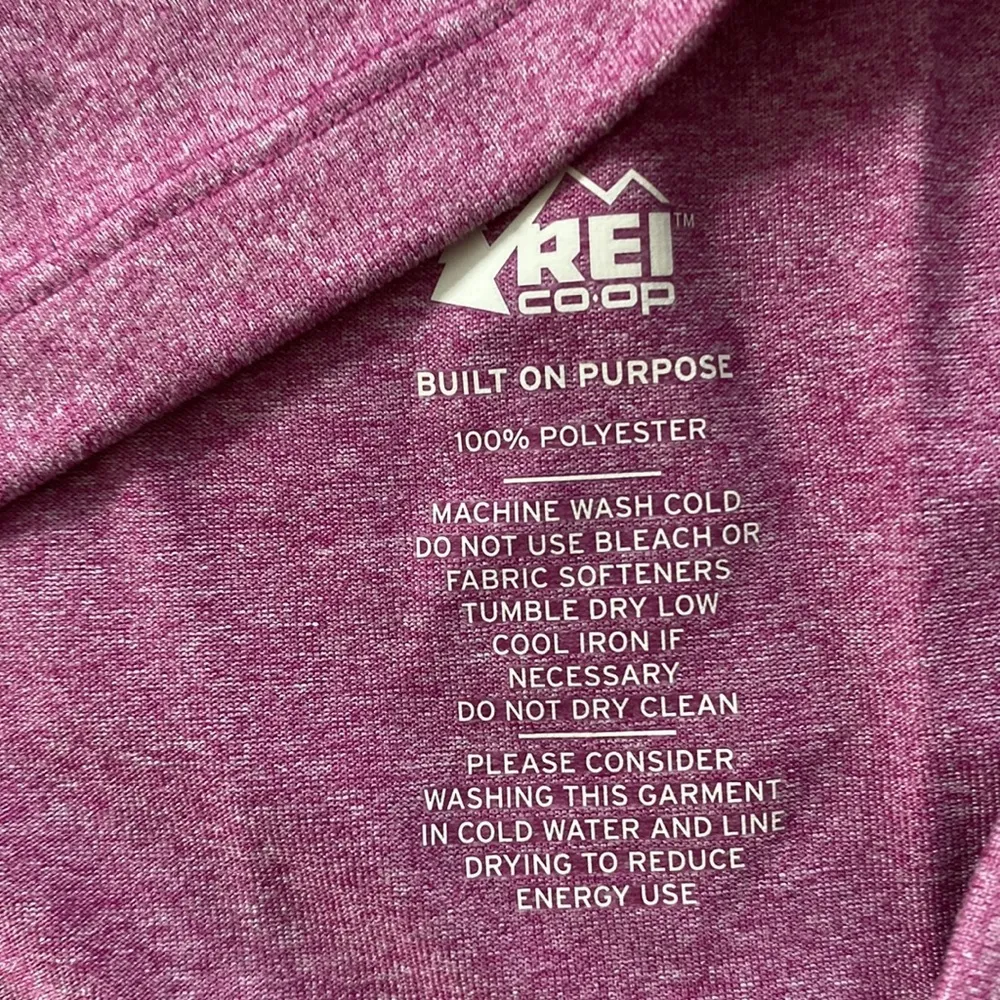 REI™
CO·OP
BUILT ON PURPOSE
100% POLYESTER
MACHINE WASH COLD
DO NOT USE BLEACH OR
FABRIC SOFTENERS
TUMBLE DRY LOW
COOL IRON IF
NECESSARY
DO NOT DRY CLEAN
PLEASE CONSIDER
WASHING THIS GARMENT
IN COLD WATER AND LINE
DRYING TO REDUCE
ENERGY USE